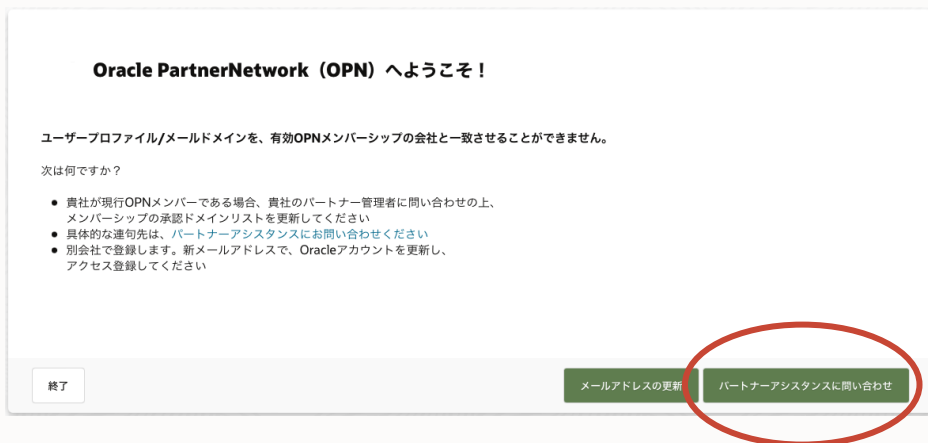 Oracle PartnerNetwork（OPN）へようこそ！
ユーザープロファイル/メールドメインを、有効OPNメンバーシップの会社と一致させることができません。
次は何ですか？
● 貴社が現行OPNメンバーである場合、貴社のパートナー管理者に問い合わせの上、
メンバーシップの承認ドメインリストを更新してください
● 具体的な連句先は、パートナーアシスタンスにお問い合わせください
● 別会社で登録します。新メールアドレスで、Oracleアカウントを更新し、
アクセス登録してください
終了
メールアドレスの更新
パートナーアシスタンスに問い合わせ